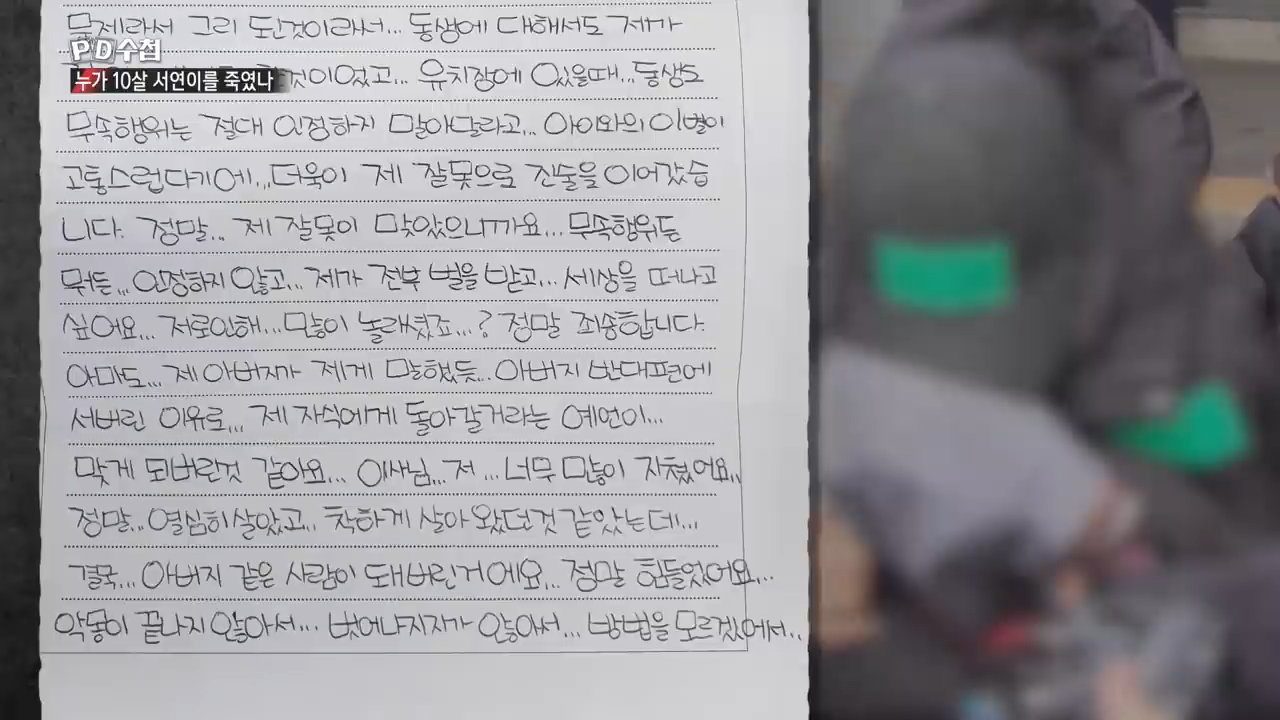 문제라서 그리 된것이라서... 동생에 대해서도 제가
PD수첩
누가 10살 서연이를 죽였나
것이었고... 유치장에 있을때... 동생도
무속행위는 절대 인정하지 말아달라고... 아이와의 이별이
고통스럽다기에... 더욱이 제 잘못으로 진술을 이어갔습
니다. 정말... 제 잘못이 맞았으니까요... 무속행위든
뭐든... 인정하지 않고... 제가 전부 벌을 받고... 세상을 떠나고
싶어요... 저로인해... 많이 놀래셨죠...? 정말 죄송합니다.
아마도... 제 아버지가 제게 말했듯... 아버지 반대편에
서버린 이유로... 제 자식에게 돌아갈거라는 예언이...
맞게 되버린것 같아요... 이사님... 저... 너무 많이 지쳤어요..
정말.. 열심히살았고.. 착하게 살아왔던것 같았는데...
결국... 아버지 같은 사람이 돼버린거에요... 정말 힘들었어요...
악몽이 끝나지 않아서... 벗어나지지가 않아서... 방법을 모르겠어서..